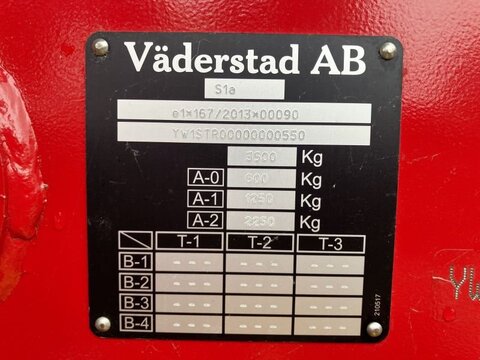 Väderstad AB
S1a
e1*167/2013*00090
YW1STR00000000550
3500 Kg
A-0 600 Kg
A-1 1250 Kg
A-2 2250 Kg
T-1 T-2 T-3
B-1 --- --- ---
B-2 --- --- ---
B-3 --- --- ---
B-4 --- --- ---
210517